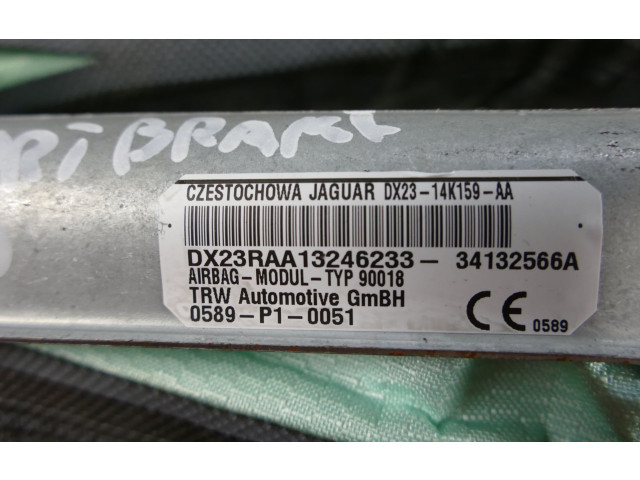 BRAKE
CZESTOCHOWA JAGUAR DX23-14K159-AA
DX23RAA13246233- 34132566A
AIRBAG-MODUL-TYP 90018
TRW Automotive GmBH
0589-P1-0051
CE 0589